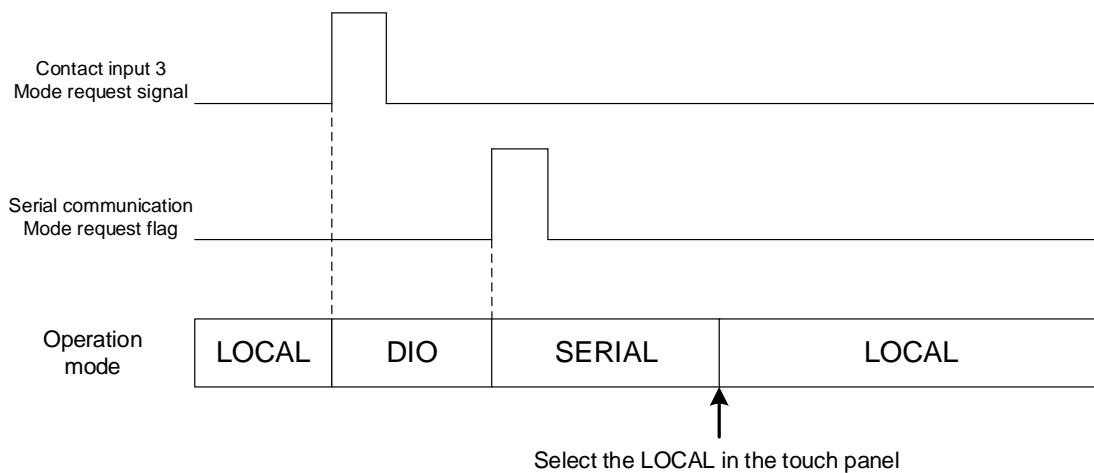 Contact input 3
Mode request signal
Serial communication
Mode request flag
Operation
mode
LOCAL
DIO
SERIAL
LOCAL
Select the LOCAL in the touch panel